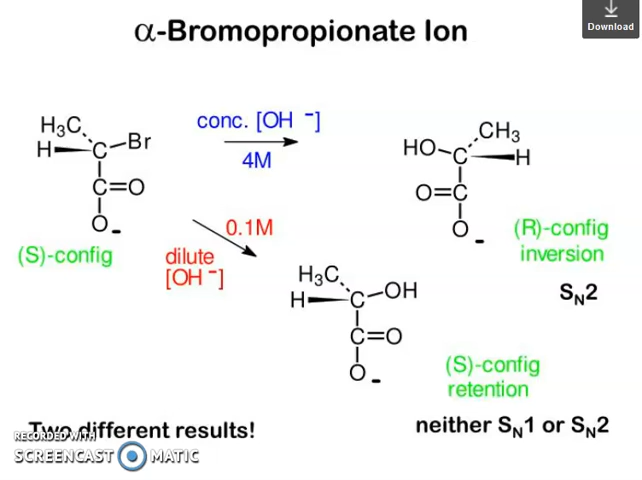 α-Bromopropionate Ion
Download
H₃C
H
C
Br
C=O
O -
(S)-config
conc. [OH ⁻]
4M
HO
CH₃
C
H
O=C
O -
(R)-config
inversion
SN2
0.1M
dilute
[OH ⁻]
H₃C
H
C
OH
C=O
O -
(S)-config
retention
neither SN1 or SN2
Two different results!
RECORDED WITH
SCREENCAST MATIC